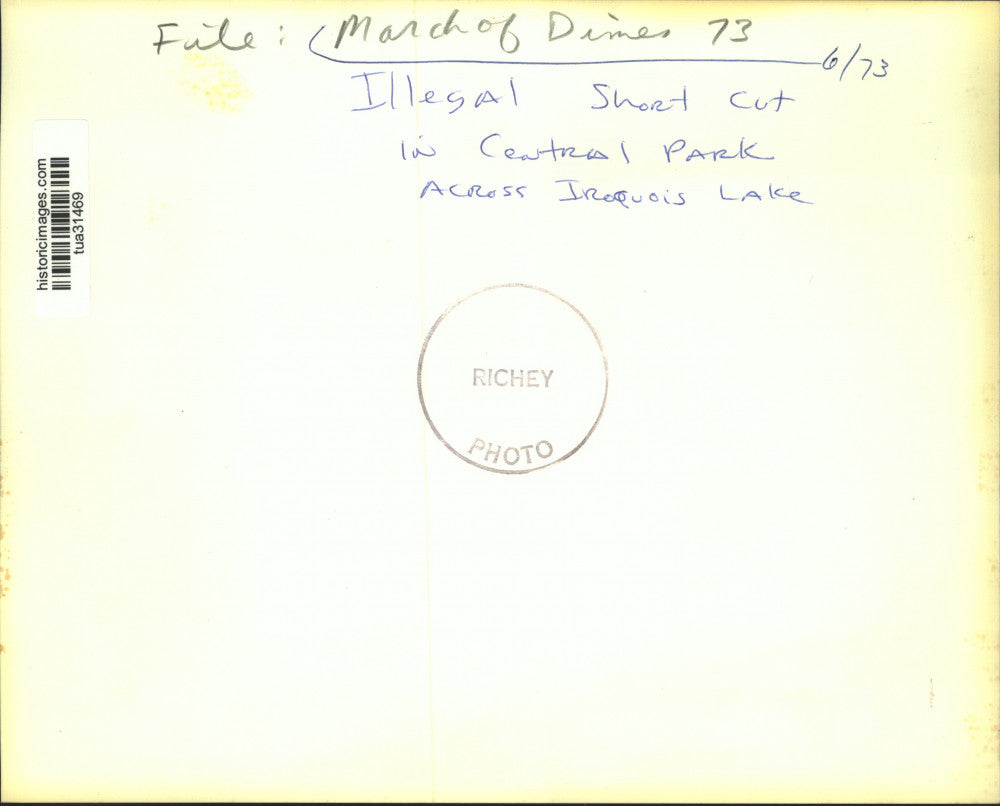 File: March of Dimes 73
6/73
Illegal Short Cut
in Central Park
Across Iroquois Lake
historicimages.com
tua31469
RICHEY
PHOTO